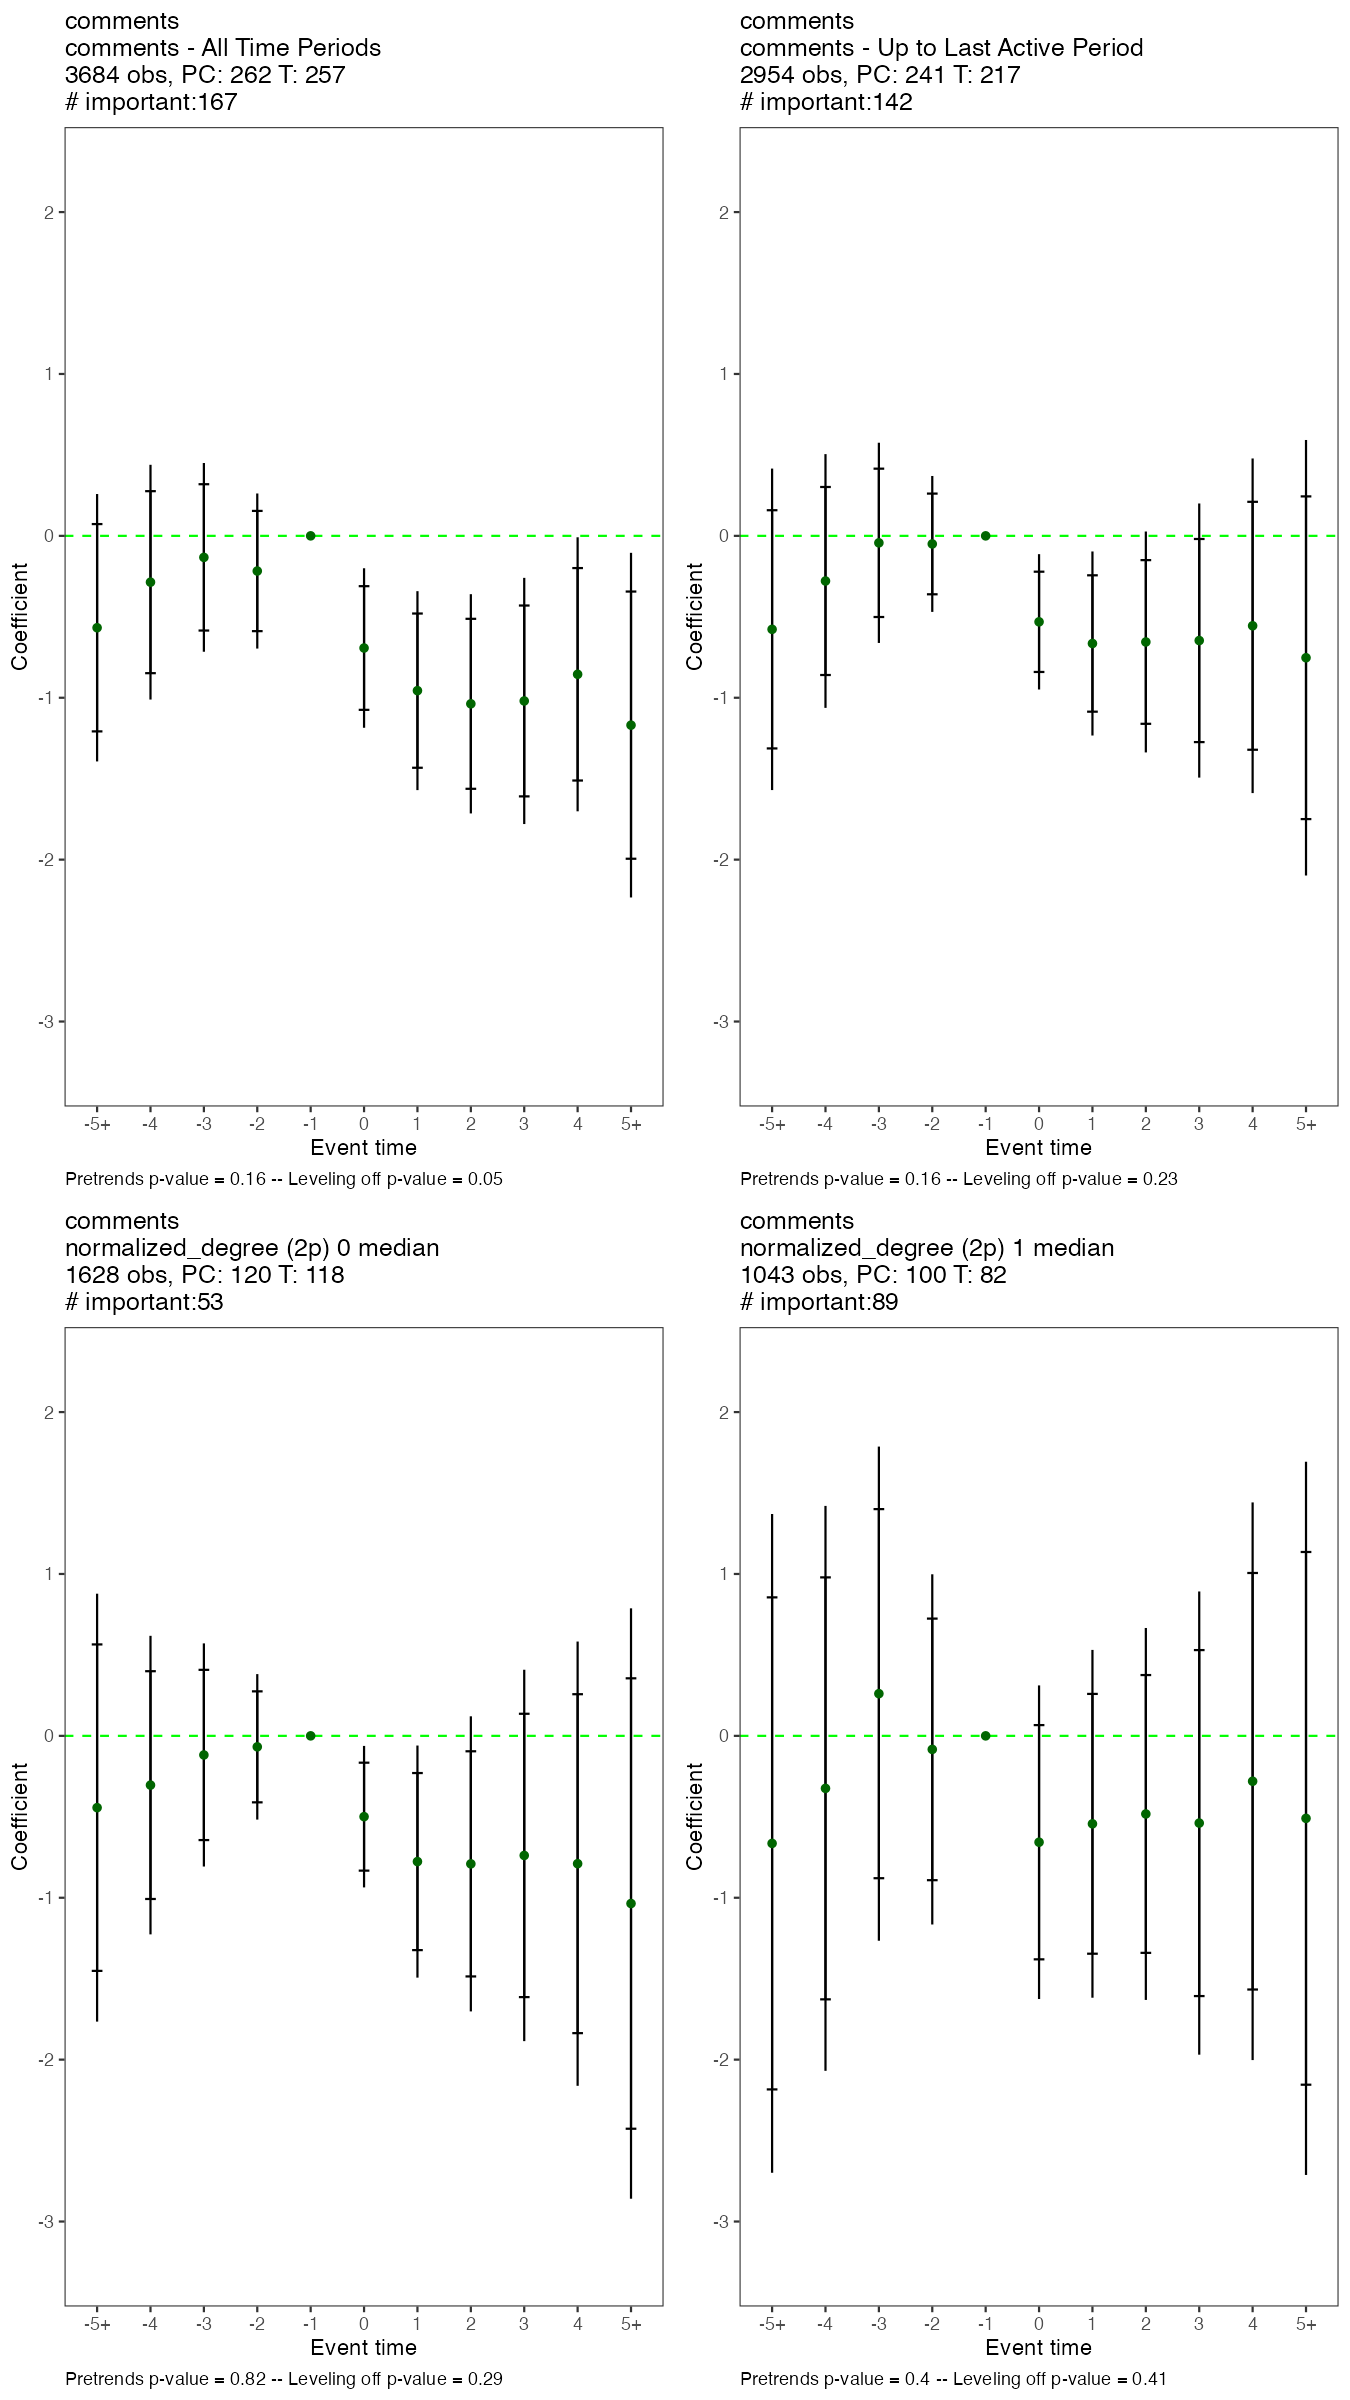 comments
comments - All Time Periods
3684 obs, PC: 262 T: 257
# important:167
2
1
0
-1
-2
-3
Coefficient
-5+ -4 -3 -2 -1 0 1 2 3 4 5+
Event time
Pretrends p-value = 0.16 -- Leveling off p-value = 0.05
comments
comments - Up to Last Active Period
2954 obs, PC: 241 T: 217
# important:142
2
1
0
-1
-2
-3
Coefficient
-5+ -4 -3 -2 -1 0 1 2 3 4 5+
Event time
Pretrends p-value = 0.16 -- Leveling off p-value = 0.23
comments
normalized_degree (2p) 0 median
1628 obs, PC: 120 T: 118
# important:53
2
1
0
-1
-2
-3
Coefficient
-5+ -4 -3 -2 -1 0 1 2 3 4 5+
Event time
Pretrends p-value = 0.82 -- Leveling off p-value = 0.29
comments
normalized_degree (2p) 1 median
1043 obs, PC: 100 T: 82
# important:89
2
1
0
-1
-2
-3
Coefficient
-5+ -4 -3 -2 -1 0 1 2 3 4 5+
Event time
Pretrends p-value = 0.4 -- Leveling off p-value = 0.41